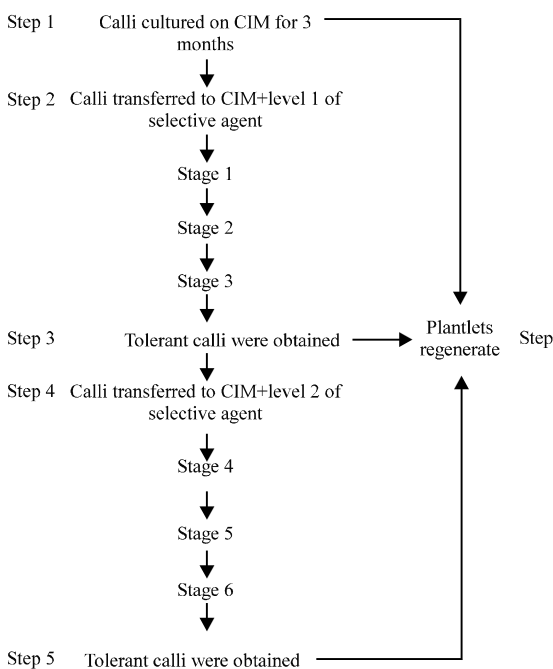 Step 1 Calli cultured on CIM for 3
months
Step 2 Calli transferred to CIM+level 1 of
selective agent
Stage 1
Stage 2
Stage 3
Step 3 Tolerant calli were obtained
Plantlets
regenerate
Step
Step 4 Calli transferred to CIM+level 2 of
selective agent
Stage 4
Stage 5
Stage 6
Step 5 Tolerant calli were obtained